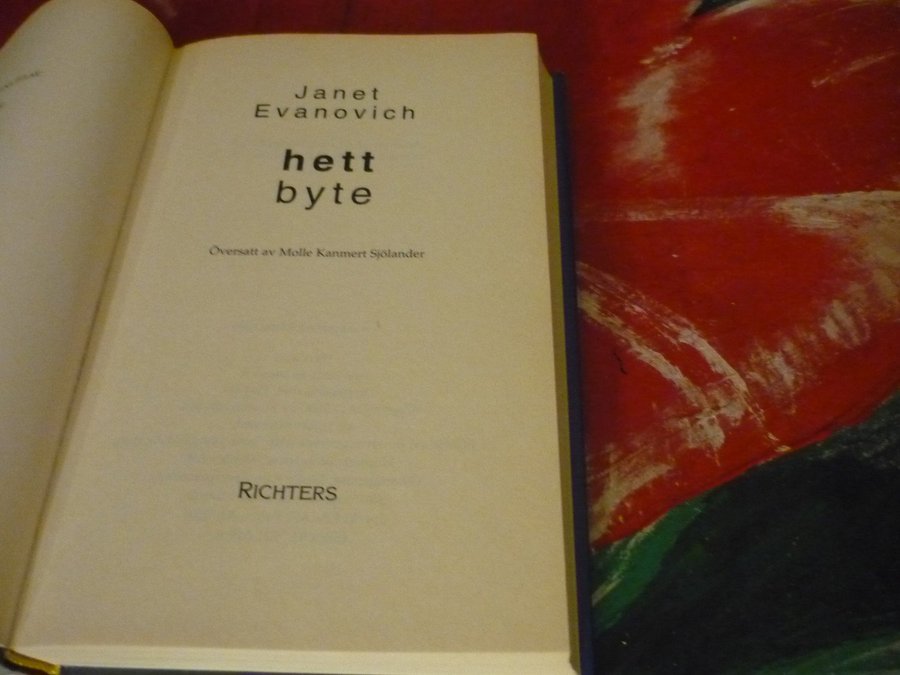 Janet
Evanovich
hett
byte
Översatt av Molle Kanmert Sjölander
RICHTERS